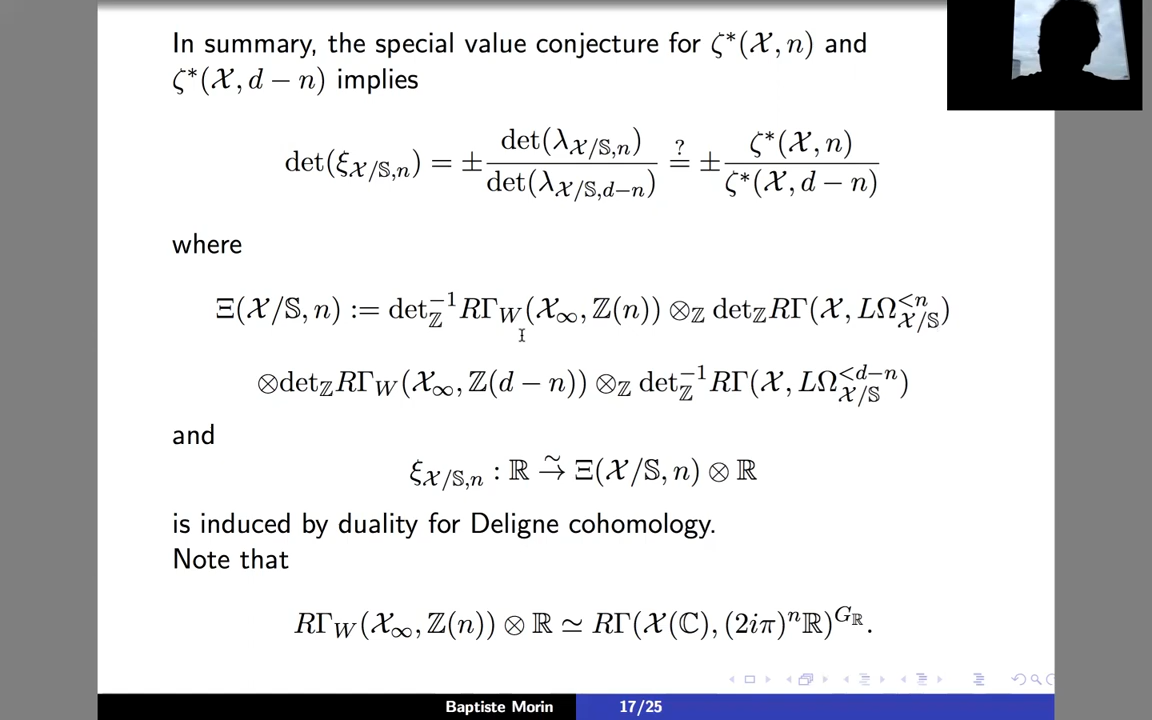 In summary, the special value conjecture for ζ*(𝒳, n) and
ζ*(𝒳, d − n) implies
det(ξ_{𝒳/𝕊,n}) = ± det(λ_{𝒳/𝕊,n}) / det(λ_{𝒳/𝕊,d−n}) =^? ± ζ*(𝒳, n) / ζ*(𝒳, d − n)
where
Ξ(𝒳/𝕊, n) := det_ℤ^{−1} RΓ_W(𝒳_∞, ℤ(n)) ⊗_ℤ det_ℤ RΓ(𝒳, LΩ^{<n}_{𝒳/𝕊})
⊗det_ℤ RΓ_W(𝒳_∞, ℤ(d − n)) ⊗_ℤ det_ℤ^{−1} RΓ(𝒳, LΩ^{<d−n}_{𝒳/𝕊})
and
ξ_{𝒳/𝕊,n} : ℝ →^∼ Ξ(𝒳/𝕊, n) ⊗ ℝ
is induced by duality for Deligne cohomology.
Note that
RΓ_W(𝒳_∞, ℤ(n)) ⊗ ℝ ≃ RΓ(𝒳(ℂ), (2iπ)^n ℝ)^{G_ℝ}.
Baptiste Morin 17/25